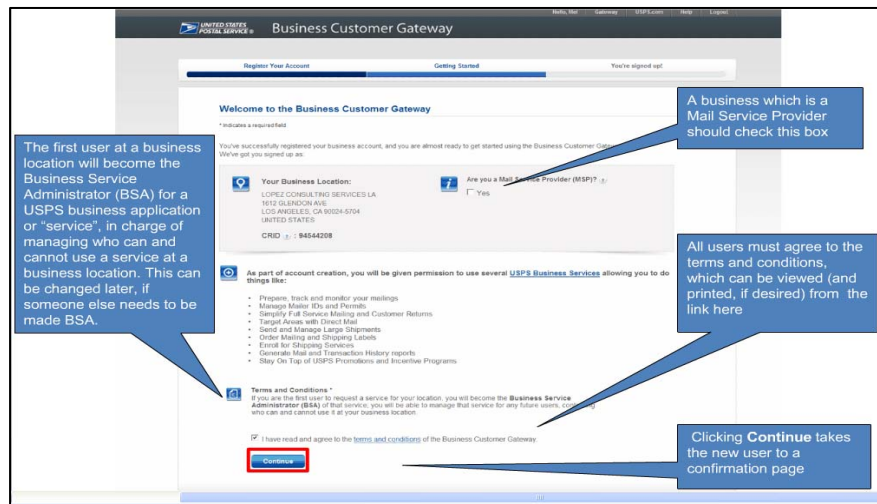 Hello, Hol Gateway USPS.com Help Logout
UNITED STATES
POSTAL SERVICE ®
Business Customer Gateway
Register Your Account
Getting Started
You're signed up!
Welcome to the Business Customer Gateway
* indicates a required field
You've successfully registered your business account, and you are almost ready to get started using the Business Customer
We've got you signed up as:
Your Business Location:
LOPEZ CONSULTING SERVICES LA
1612 GLENDON AVE
LOS ANGELES, CA 90024-5704
UNITED STATES
CRID : 94544208
Are you a Mail Service Provider (MSP)?
Yes
As part of account creation, you will be given permission to use several USPS Business Services allowing you to do
things like:
• Prepare, track and monitor your mailings
• Manage Mailer IDs and Permits
• Simplify Full Service Mailing and Customer Returns
• Target Areas with Direct Mail
• Send and Manage Large Shipments
• Order Mailing and Shipping Labels
• Enroll for Shipping Services
• Generate Mail and Transaction History reports
• Stay On Top of USPS Promotions and Incentive Programs
Terms and Conditions *
If you are the first user to request a service for your location, you will become the Business Service
Administrator (BSA) of that service; you will be able to manage that service for any future users,
who can and cannot use it at your business location.
I have read and agree to the terms and conditions of the Business Customer Gateway.
Continue
The first user at a business
location will become the
Business Service
Administrator (BSA) for a
USPS business application
or “service”, in charge of
managing who can and
cannot use a service at a
business location. This can
be changed later, if
someone else needs to be
made BSA.
A business which is a
Mail Service Provider
should check this box
All users must agree to the
terms and conditions,
which can be viewed (and
printed, if desired) from the
link here
Clicking Continue takes
the new user to a
confirmation page